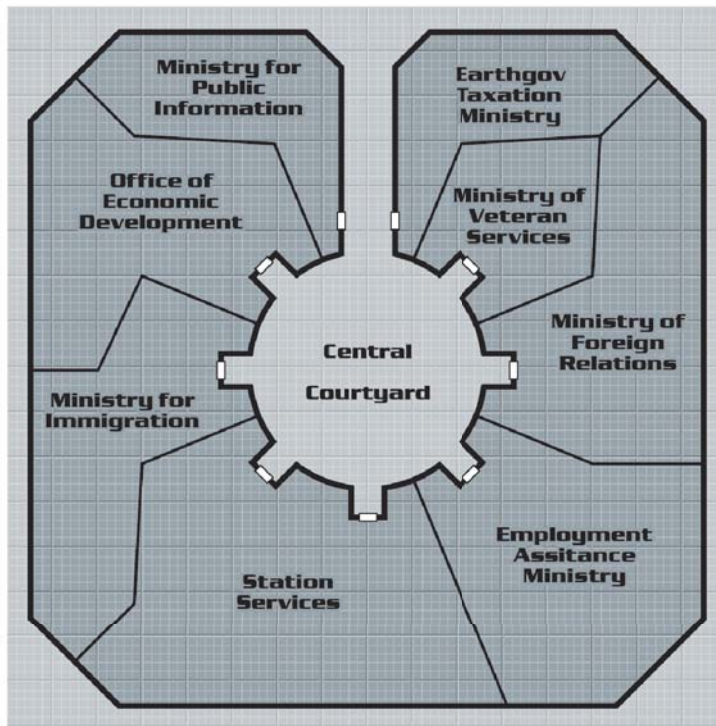 Ministry for
Public
Information
Earthgov
Taxation
Ministry
Office of
Economic
Development
Ministry of
Veteran
Services
Ministry of
Foreign
Relations
Central
Courtyard
Ministry for
Immigration
Employment
Assitance
Ministry
Station
Services